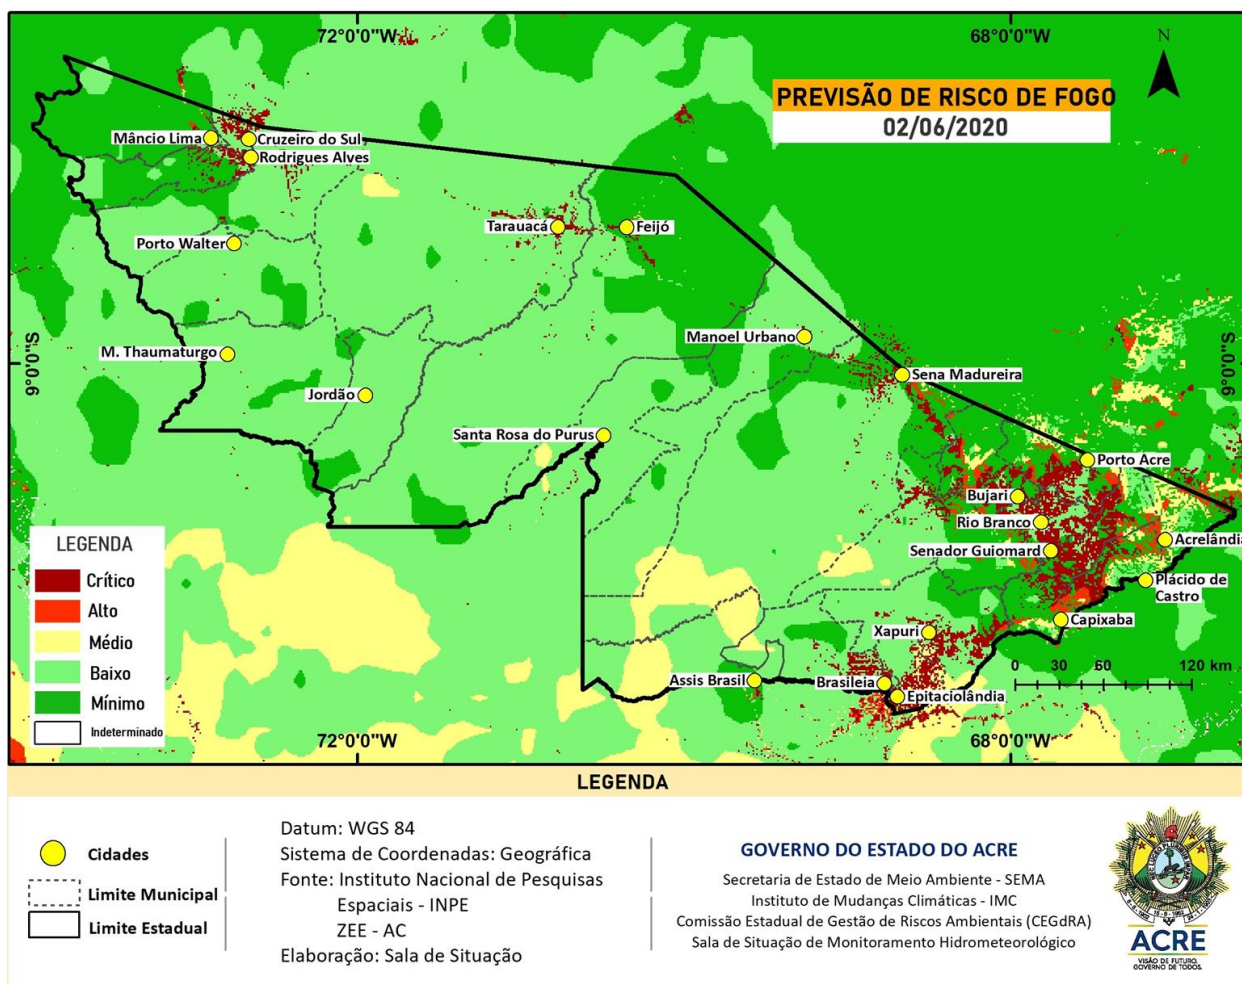 72°0'0"W
68°0'0"W
N
PREVISÃO DE RISCO DE FOGO
02/06/2020
Mâncio Lima
Cruzeiro do Sul
Rodrigues Alves
Tarauacá
Feijó
Porto Walter
Manoel Urbano
M. Thaumaturgo
9°0'0"S
9°0'0"S
Sena Madureira
Jordão
Santa Rosa do Purus
Porto Acre
Bujari
Rio Branco
Acrelândia
Senador Guiomard
Plácido de
Castro
Capixaba
Xapuri
Assis Brasil
Brasileia
Epitaciolândia
0 30 60 120 km
72°0'0"W
68°0'0"W
LEGENDA
Crítico
Alto
Médio
Baixo
Mínimo
Indeterminado
LEGENDA
Cidades
Limite Municipal
Limite Estadual
Datum: WGS 84
Sistema de Coordenadas: Geográfica
Fonte: Instituto Nacional de Pesquisas
Espaciais - INPE
ZEE - AC
Elaboração: Sala de Situação
GOVERNO DO ESTADO DO ACRE
Secretaria de Estado de Meio Ambiente - SEMA
Instituto de Mudanças Climáticas - IMC
Comissão Estadual de Gestão de Riscos Ambientais (CEGdRA)
Sala de Situação de Monitoramento Hidrometeorológico
ACRE
VISÃO DE FUTURO.
GOVERNO DE TODOS.